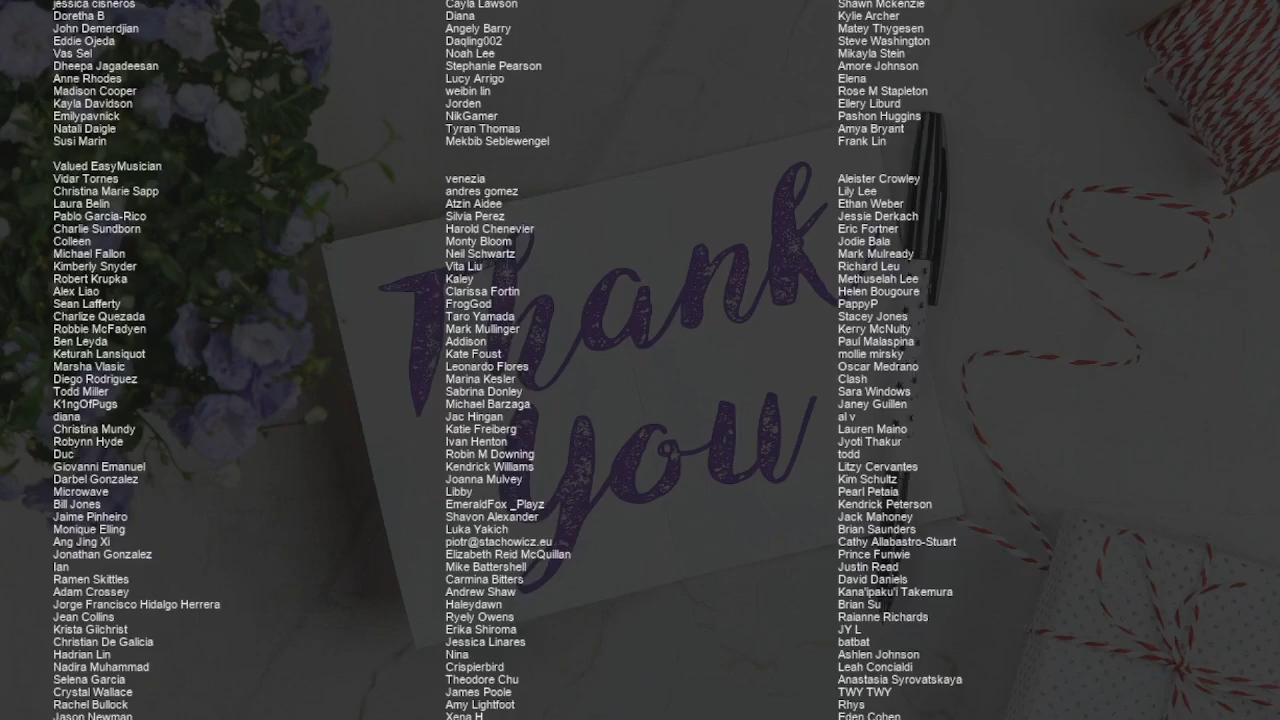 jessica cisneros
Doretha B
John Demerdjian
Eddie Ojeda
Vas Sel
Dheepa Jagadeesan
Anne Rhodes
Madison Cooper
Kayla Davidson
Emilypavnick
Natali Daigle
Susi Marin
Cayla Lawson
Diana
Angely Barry
Daqling002
Noah Lee
Stephanie Pearson
Lucy Arrigo
weibin lin
Jorden
NikGamer
Tyran Thomas
Mekbib Seblewengel
Shawn Mckenzie
Kylie Archer
Matey Thygesen
Steve Washington
Mikayla Stein
Amore Johnson
Elena
Rose M Stapleton
Ellery Liburd
Pashon Huggins
Amya Bryant
Frank Lin
Valued EasyMusician
Vidar Tornes
Christina Marie Sapp
Laura Belin
Pablo Garcia-Rico
Charlie Sundborn
Colleen
Michael Fallon
Kimberly Snyder
Robert Krupka
Alex Liao
Sean Lafferty
Charlize Quezada
Robbie McFadyen
Ben Leyda
Keturah Lansiquot
Marsha Vlasic
Diego Rodriguez
Todd Miller
K1ngOfPugs
diana
Christina Mundy
Robynn Hyde
Duc
Giovanni Emanuel
Darbel Gonzalez
Microwave
Bill Jones
Jaime Pinheiro
Monique Elling
Ang Jing Xi
Jonathan Gonzalez
Ian
Ramen Skittles
Adam Crossey
Jorge Francisco Hidalgo Herrera
Jean Collins
Krista Gilchrist
Christian De Galicia
Hadrian Lin
Nadira Muhammad
Selena Garcia
Crystal Wallace
Rachel Bullock
Jason Newman
venezia
andres gomez
Atzin Aidee
Silvia Perez
Harold Chenevier
Monty Bloom
Neil Schwartz
Vita Liu
Kaley
Clarissa Fortin
FrogGod
Taro Yamada
Mark Mullinger
Addison
Kate Foust
Leonardo Flores
Marina Kesler
Sabrina Donley
Michael Barzaga
Jac Hingan
Katie Freiberg
Ivan Henton
Robin M Downing
Kendrick Williams
Joanna Mulvey
Libby
EmeraldFox _Playz
Shavon Alexander
Luka Yakich
piotr@stachowicz.eu
Elizabeth Reid McQuillan
Mike Battershell
Carmina Bitters
Andrew Shaw
Haleydawn
Ryely Owens
Erika Shiroma
Jessica Linares
Nina
Crispierbird
Theodore Chu
James Poole
Amy Lightfoot
Xena H
Aleister Crowley
Lily Lee
Ethan Weber
Jessie Derkach
Eric Fortner
Jodie Bala
Mark Mulready
Richard Leu
Methuselah Lee
Helen Bougoure
PappyP
Stacey Jones
Kerry McNulty
Paul Malaspina
mollie mirsky
Oscar Medrano
Clash
Sara Windows
Janey Guillen
al v
Lauren Maino
Jyoti Thakur
todd
Litzy Cervantes
Kim Schultz
Pearl Petaia
Kendrick Peterson
Jack Mahoney
Brian Saunders
Cathy Allabastro-Stuart
Prince Funwie
Justin Read
David Daniels
Kana'ipaku'i Takemura
Brian Su
Raianne Richards
JY L
batbat
Ashlen Johnson
Leah Concialdi
Anastasia Syrovatskaya
TWY TWY
Rhys
Eden Cohen
Thank
you